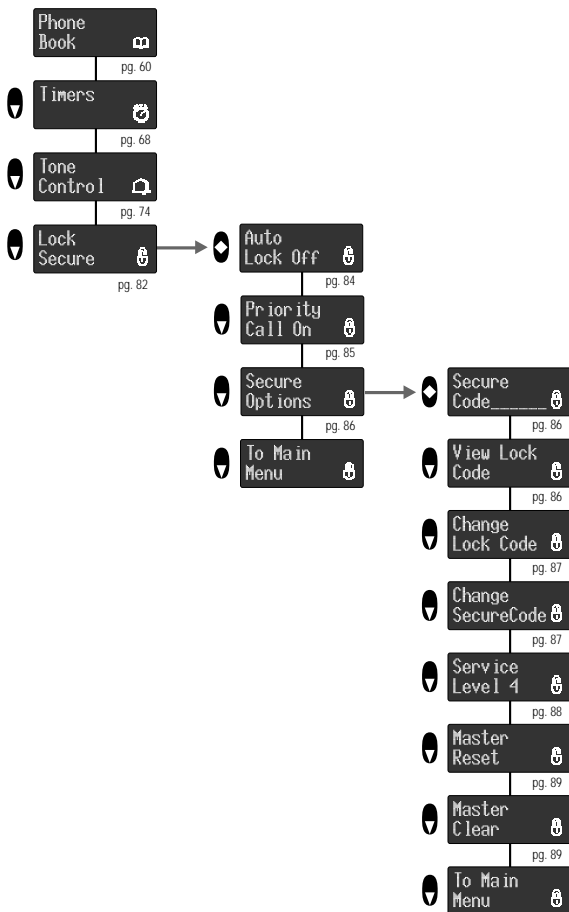 Phone
Book
pg. 60
Timers
pg. 68
Tone
Control
pg. 74
Lock
Secure
pg. 82
Auto
Lock Off
pg. 84
Priority
Call On
pg. 85
Secure
Options
pg. 86
To Main
Menu
Secure
Code______
pg. 86
View Lock
Code
pg. 86
Change
Lock Code
pg. 87
Change
SecureCode
pg. 87
Service
Level 4
pg. 88
Master
Reset
pg. 89
Master
Clear
pg. 89
To Main
Menu